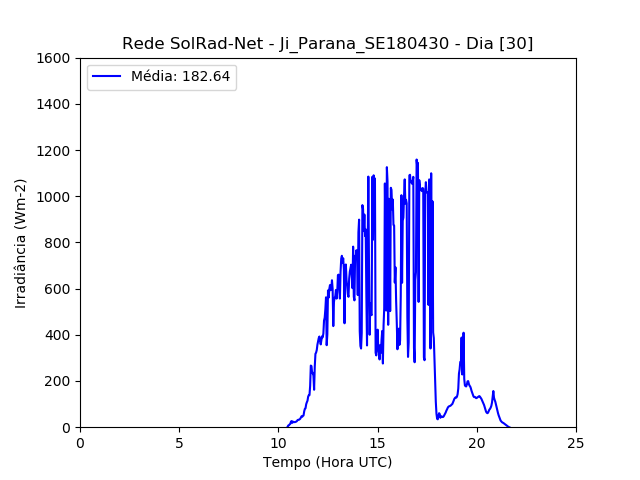 Rede SolRad-Net - Ji_Parana_SE180430 - Dia [30]
Média: 182.64
1600
1400
1200
1000
800
600
400
200
0
Irradiância (Wm-2)
0 5 10 15 20 25
Tempo (Hora UTC)